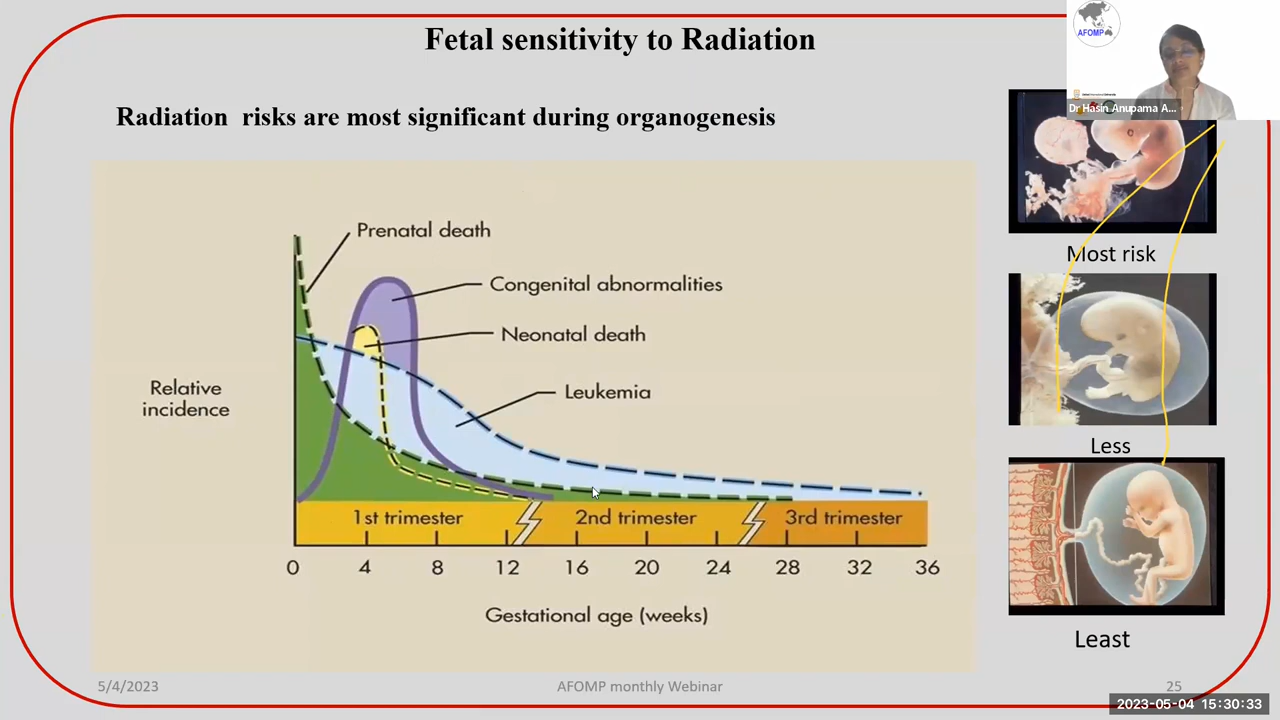 Fetal sensitivity to Radiation
AFOMP
Dr Hasin Anupama A...
Radiation risks are most significant during organogenesis
Prenatal death
Congenital abnormalities
Neonatal death
Leukemia
Relative
incidence
1st trimester
2nd trimester
3rd trimester
0 4 8 12 16 20 24 28 32 36
Gestational age (weeks)
Most risk
Less
Least
5/4/2023
AFOMP monthly Webinar
25
2023-05-04 15:30:33